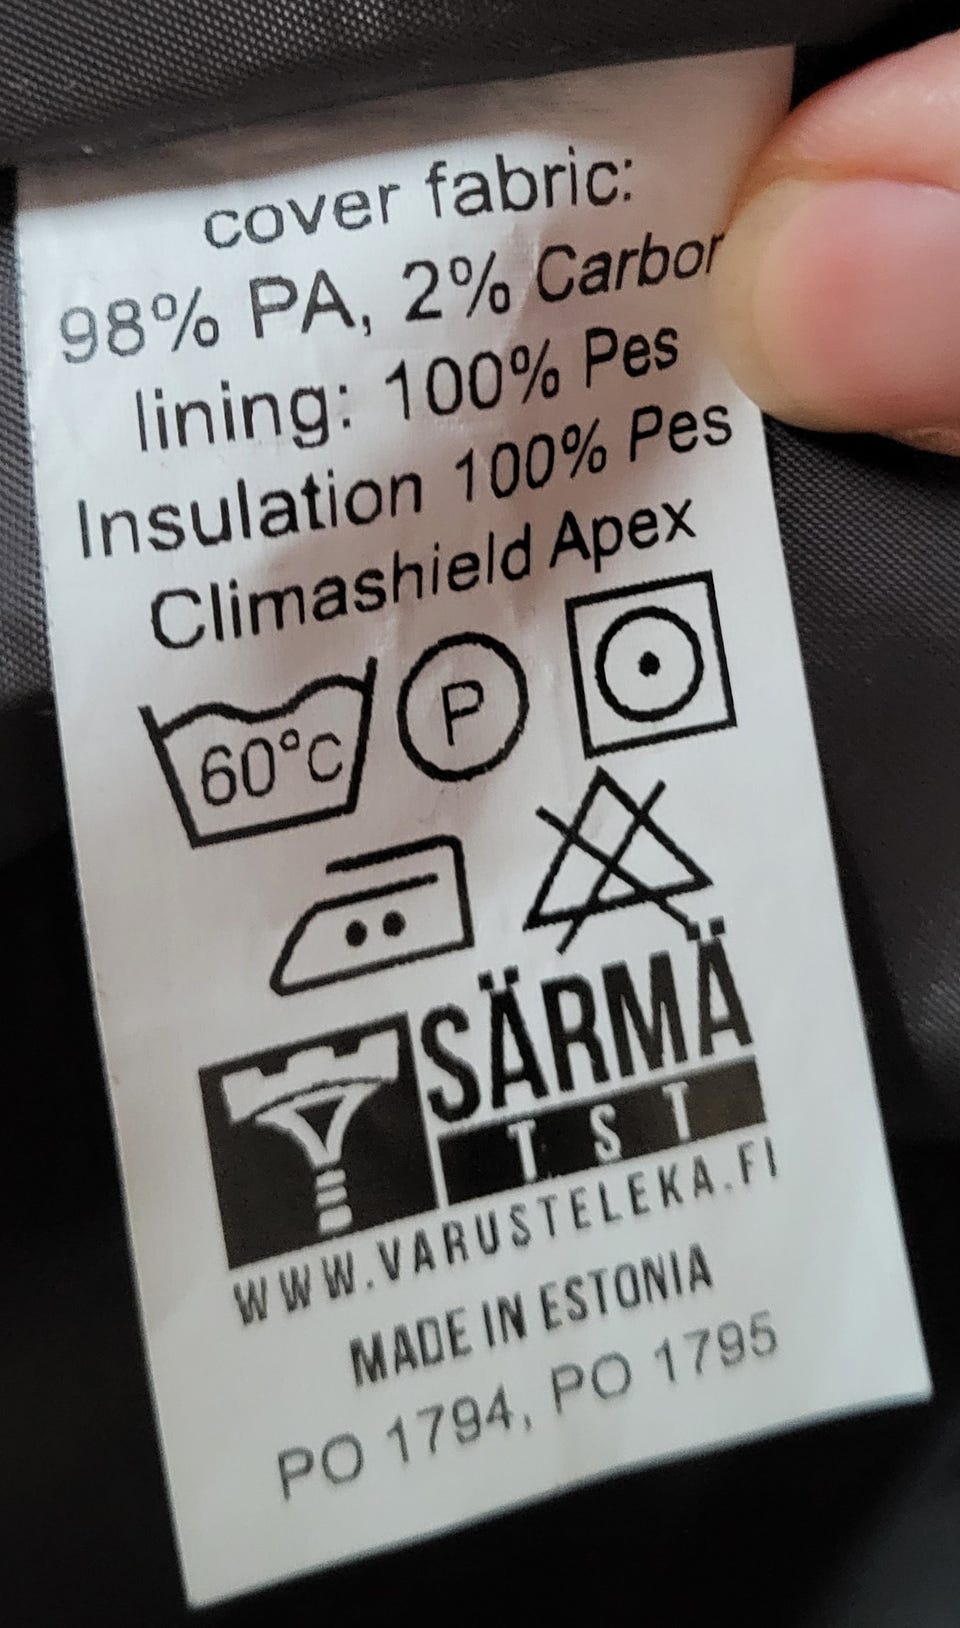 cover fabric:
98% PA, 2% Carbon
lining: 100% Pes
Insulation 100% Pes
Climashield Apex
60°C P
SÄRMÄ
TST
WWW.VARUSTELEKA.FI
MADE IN ESTONIA
PO 1794, PO 1795